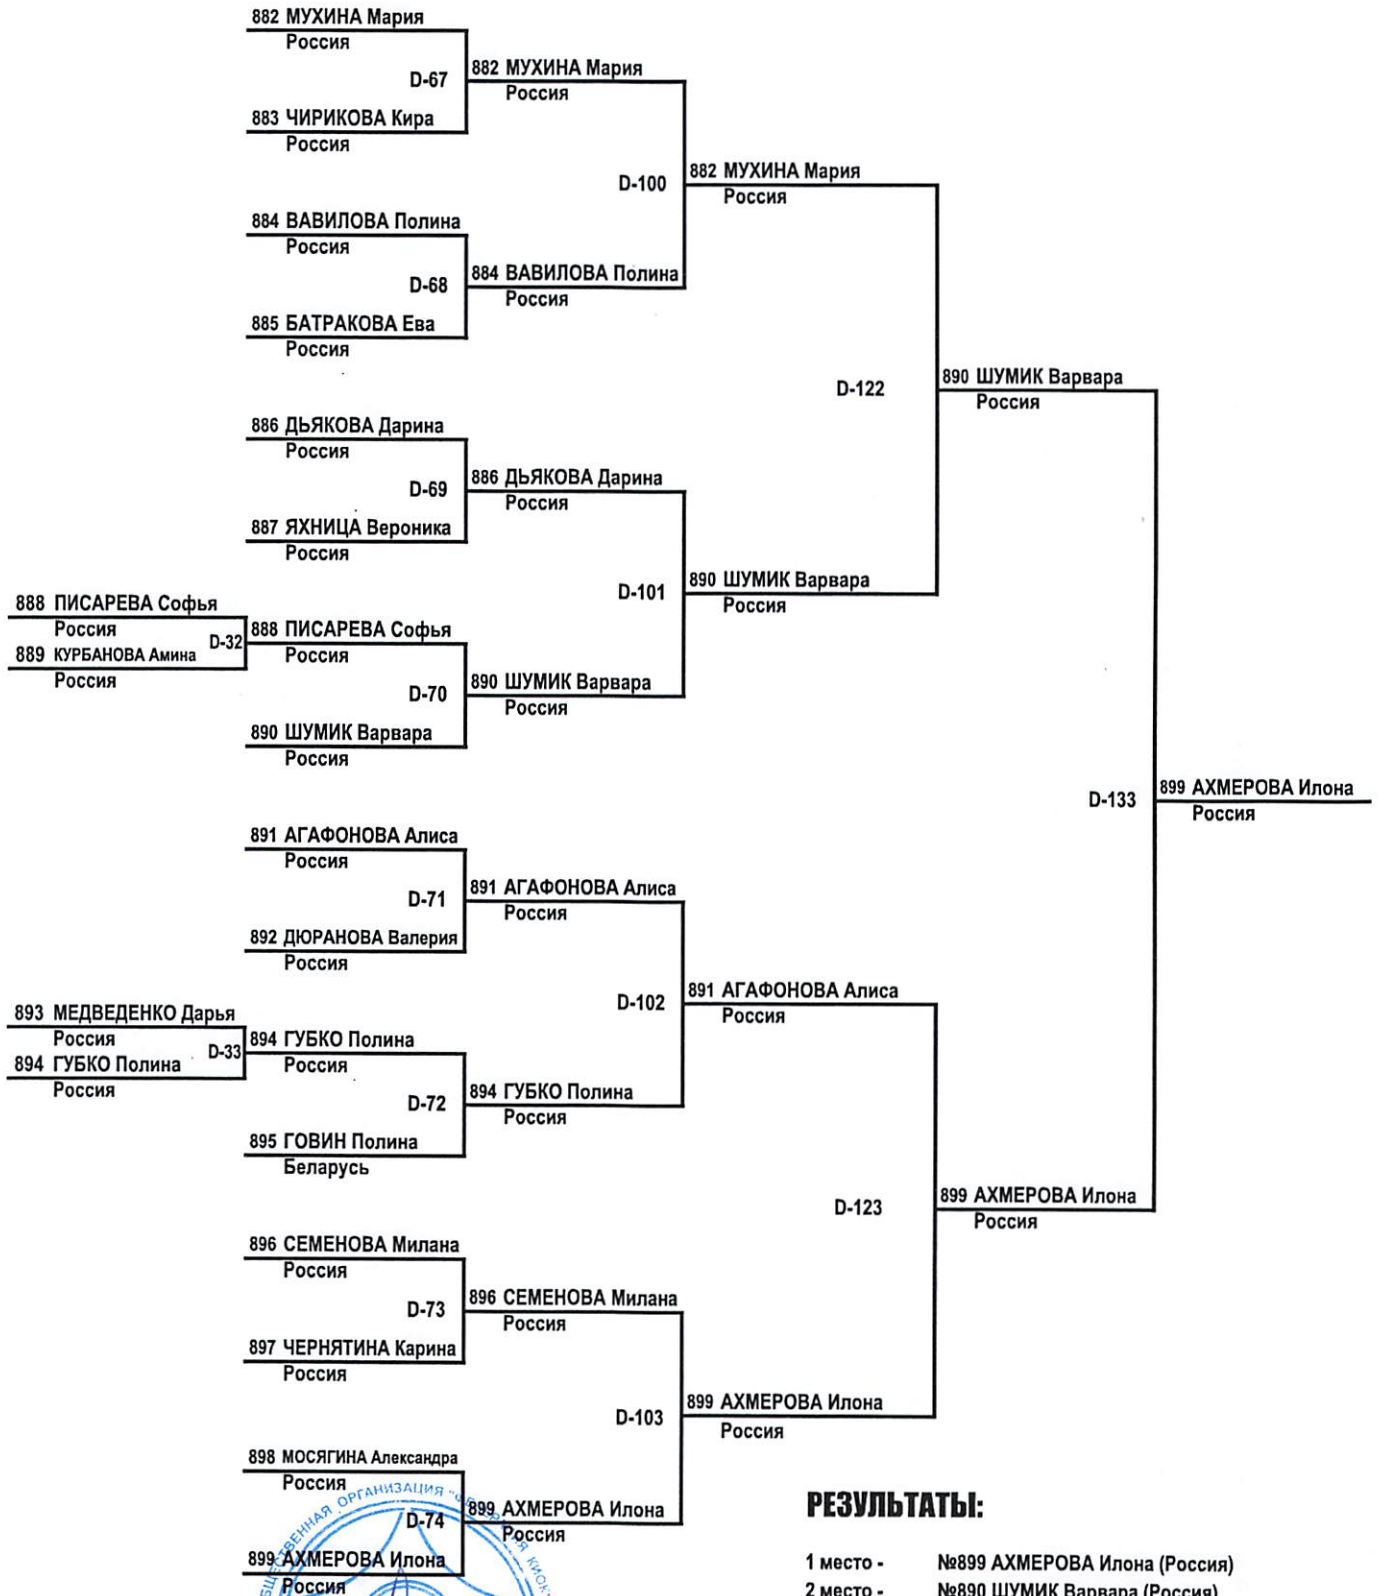 882 МУХИНА Мария
Россия
D-67
883 ЧИРИКОВА Кира
Россия
882 МУХИНА Мария
Россия
D-100
884 ВАВИЛОВА Полина
Россия
D-68
885 БАТРАКОВА Ева
Россия
884 ВАВИЛОВА Полина
Россия
882 МУХИНА Мария
Россия
D-122
886 ДЬЯКОВА Дарина
Россия
D-69
887 ЯХНИЦА Вероника
Россия
886 ДЬЯКОВА Дарина
Россия
D-101
888 ПИСАРЕВА Софья
Россия
D-32
889 КУРБАНОВА Амина
Россия
888 ПИСАРЕВА Софья
Россия
D-70
890 ШУМИК Варвара
Россия
890 ШУМИК Варвара
Россия
890 ШУМИК Варвара
Россия
890 ШУМИК Варвара
Россия
D-133
899 АХМЕРОВА Илона
Россия
891 АГАФОНОВА Алиса
Россия
D-71
892 ДЮРАНОВА Валерия
Россия
891 АГАФОНОВА Алиса
Россия
D-102
893 МЕДВЕДЕНКО Дарья
Россия
D-33
894 ГУБКО Полина
Россия
894 ГУБКО Полина
Россия
D-72
895 ГОВИН Полина
Беларусь
894 ГУБКО Полина
Россия
891 АГАФОНОВА Алиса
Россия
D-123
899 АХМЕРОВА Илона
Россия
896 СЕМЕНОВА Милана
Россия
D-73
897 ЧЕРНЯТИНА Карина
Россия
896 СЕМЕНОВА Милана
Россия
D-103
898 МОСЯГИНА Александра
Россия
D-74
899 АХМЕРОВА Илона
Россия
899 АХМЕРОВА Илона
Россия
899 АХМЕРОВА Илона
Россия
ОРГАНИЗАЦИЯ
РЕЗУЛЬТАТЫ:
1 место - №899 АХМЕРОВА Илона (Россия)
2 место - №890 ШУМИК Варвара (Россия)